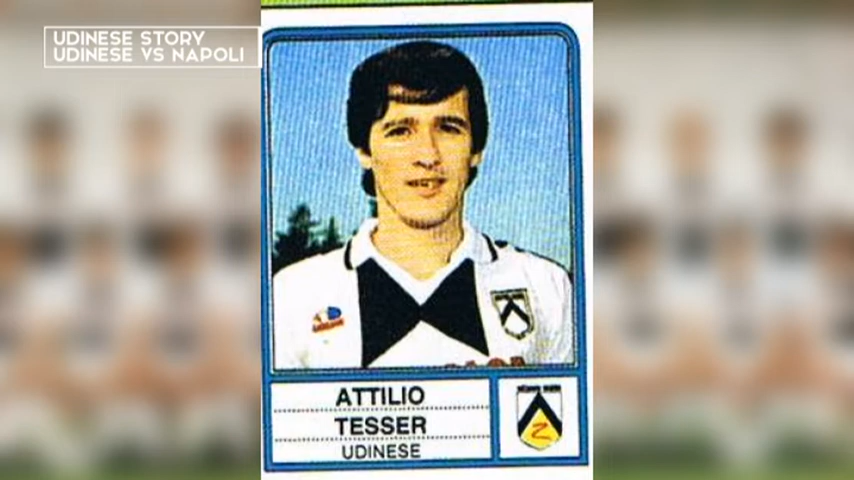 UDINESE STORY
UDINESE VS NAPOLI
ATTILIO
TESSER
UDINESE